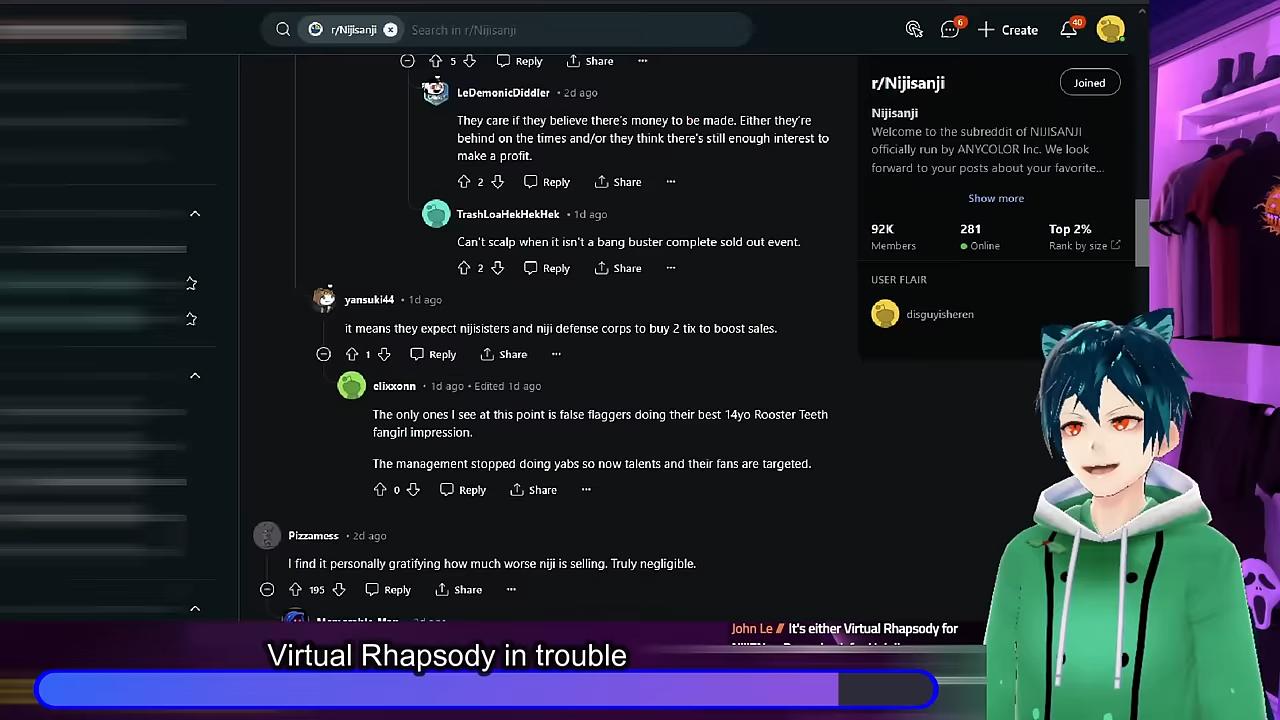 r/Nijisanji
Search in r/Nijisanji
6
Create
40
5
Reply
Share
LeDemonicDiddler • 2d ago
They care if they believe there's money to be made. Either they're
behind on the times and/or they think there's still enough interest to
make a profit.
2
Reply
Share
TrashLoaHekHekHek • 1d ago
Can't scalp when it isn't a bang buster complete sold out event.
2
Reply
Share
yansuki44 • 1d ago
it means they expect nijisisters and niji defense corps to buy 2 tix to boost sales.
1
Reply
Share
clixxonn • 1d ago • Edited 1d ago
The only ones I see at this point is false flaggers doing their best 14yo Rooster Teeth
fangirl impression.
The management stopped doing yabs so now talents and their fans are targeted.
0
Reply
Share
Pizzamess • 2d ago
I find it personally gratifying how much worse niji is selling. Truly negligible.
195
Reply
Share
r/Nijisanji
Joined
Nijisanji
Welcome to the subreddit of NIJISANJI
officially run by ANYCOLOR Inc. We look
forward to your posts about your favorite...
Show more
92K
281
Top 2%
Members
Online
Rank by size
USER FLAIR
disguyisheren
John Le // It's either Virtual Rhapsody for
Virtual Rhapsody in trouble